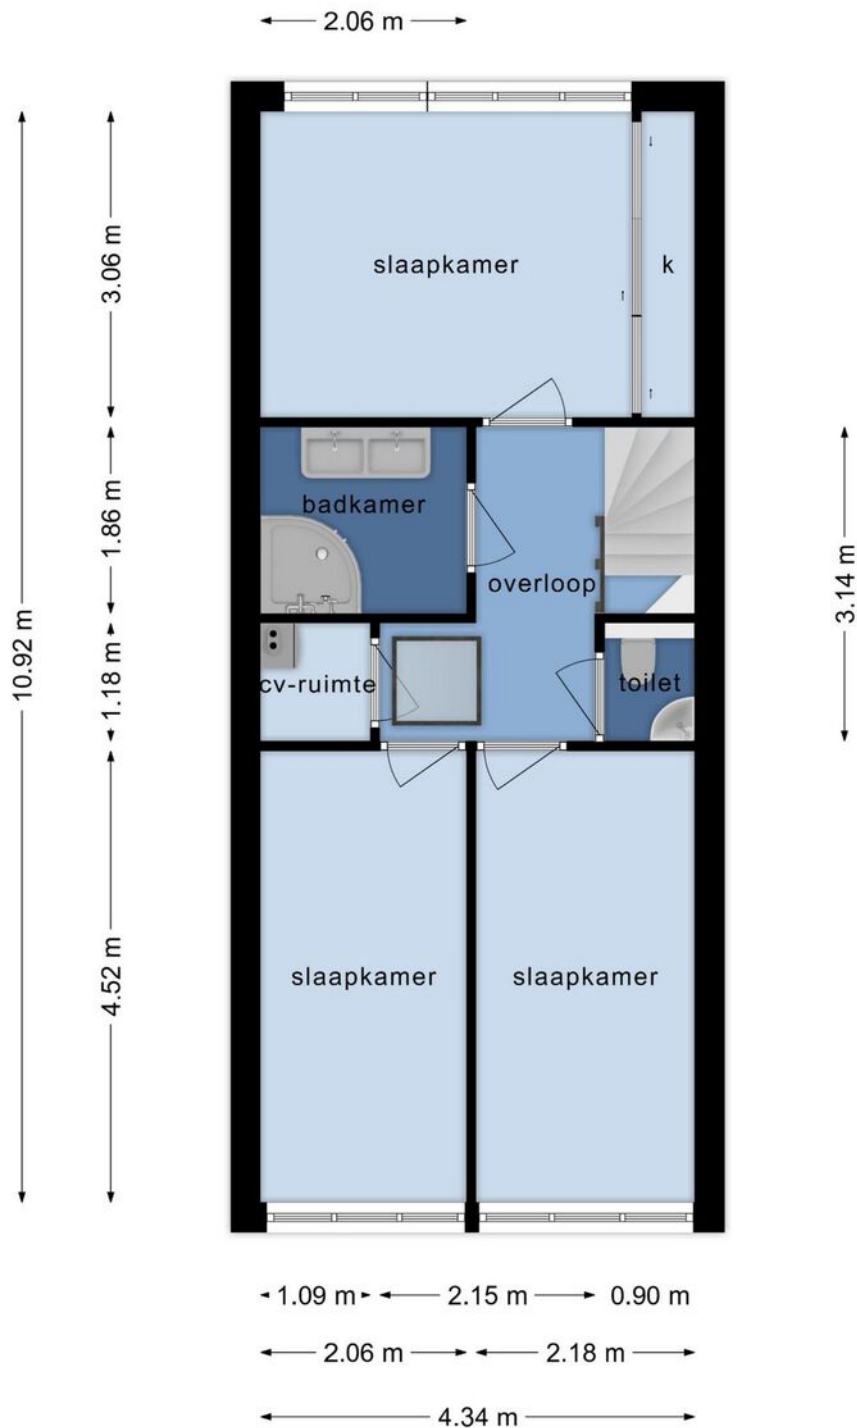 2.06 m
slaapkamer
k
3.06 m
badkamer
1.86 m
overloop
3.14 m
10.92 m
1.18 m
cv-ruimte
toilet
4.52 m
slaapkamer
slaapkamer
1.09 m
2.15 m
0.90 m
2.06 m
2.18 m
4.34 m